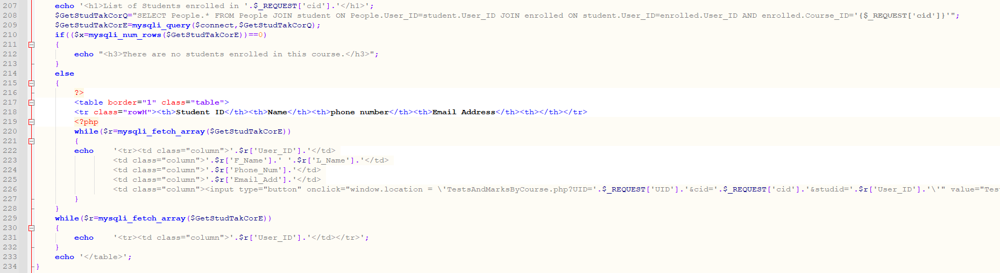 207 echo '<h1>List of Students enrolled in '.$_REQUEST['cid'].'</h1>';
208 $GetStudTakCorQ="SELECT People.* FROM People JOIN student ON People.User_ID=student.User_ID JOIN enrolled ON student.User_ID=enrolled.User_ID AND enrolled.Course_ID='{$_REQUEST['cid']}'";
209 $GetStudTakCorE=mysqli_query($connect,$GetStudTakCorQ);
210 if(($x=mysqli_num_rows($GetStudTakCorE))==0)
211 {
212 echo "<h3>There are no students enrolled in this course.</h3>";
213 }
214 else
215 {
216 ?>
217 <table border="1" class="table">
218 <tr class="rowH"><th>Student ID</th><th>Name</th><th>phone number</th><th>Email Address</th><th></th></tr>
219 <?php
220 while($r=mysqli_fetch_array($GetStudTakCorE))
221 {
222 echo '<tr><td class="column">'.$r['User_ID'].'</td>
223 <td class="column">'.$r['F_Name'].' '.$r['L_Name'].'</td>
224 <td class="column">'.$r['Phone_Num'].'</td>
225 <td class="column">'.$r['Email_Add'].'</td>
226 <td class="column"><input type="button" onclick="window.location = \'TestsAndMarksByCourse.php?UID='.$_REQUEST['UID'].'&cid='.$_REQUEST['cid'].'&studid='.$r['User_ID'].'\'" value="Tes
227 }
228 }
229 while($r=mysqli_fetch_array($GetStudTakCorE))
230 {
231 echo '<tr><td class="column">'.$r['User_ID'].'</td></tr>';
232 }
233 echo '</table>';
234 }